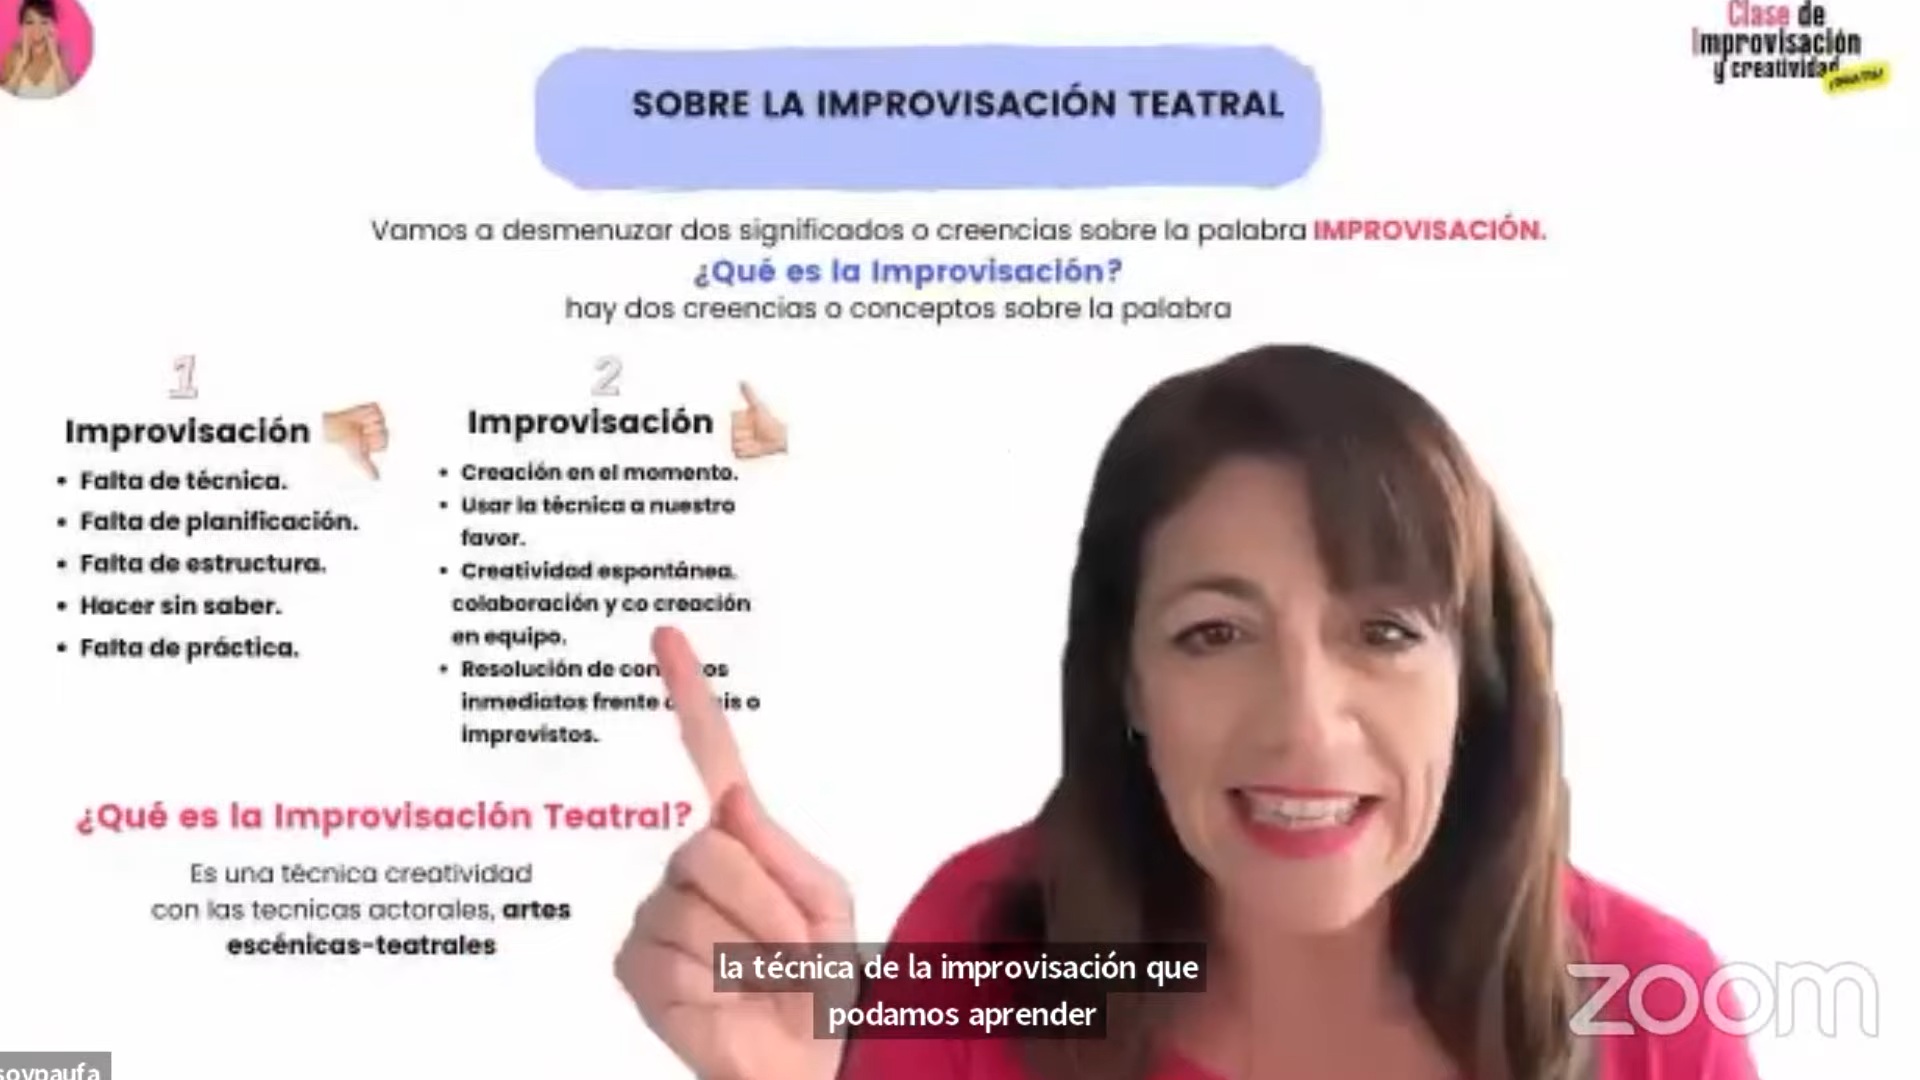 Clase de
Improvisación
y creatividad
SOBRE LA IMPROVISACIÓN TEATRAL
Vamos a desmenuzar dos significados o creencias sobre la palabra IMPROVISACIÓN.
¿Qué es la Improvisación?
hay dos creencias o conceptos sobre la palabra
1
Improvisación
• Falta de técnica.
• Falta de planificación.
• Falta de estructura.
• Hacer sin saber.
• Falta de práctica.
2
Improvisación
• Creación en el momento.
• Usar la técnica a nuestro
favor.
• Creatividad espontánea,
colaboración y co creación
en equipo.
• Resolución de
inmediatos frente
o
imprevistos.
¿Qué es la Improvisación Teatral?
Es una técnica creatividad
con las tecnicas actorales, artes
escénicas-teatrales
la técnica de la improvisación que
podamos aprender
zoom
soypaufa